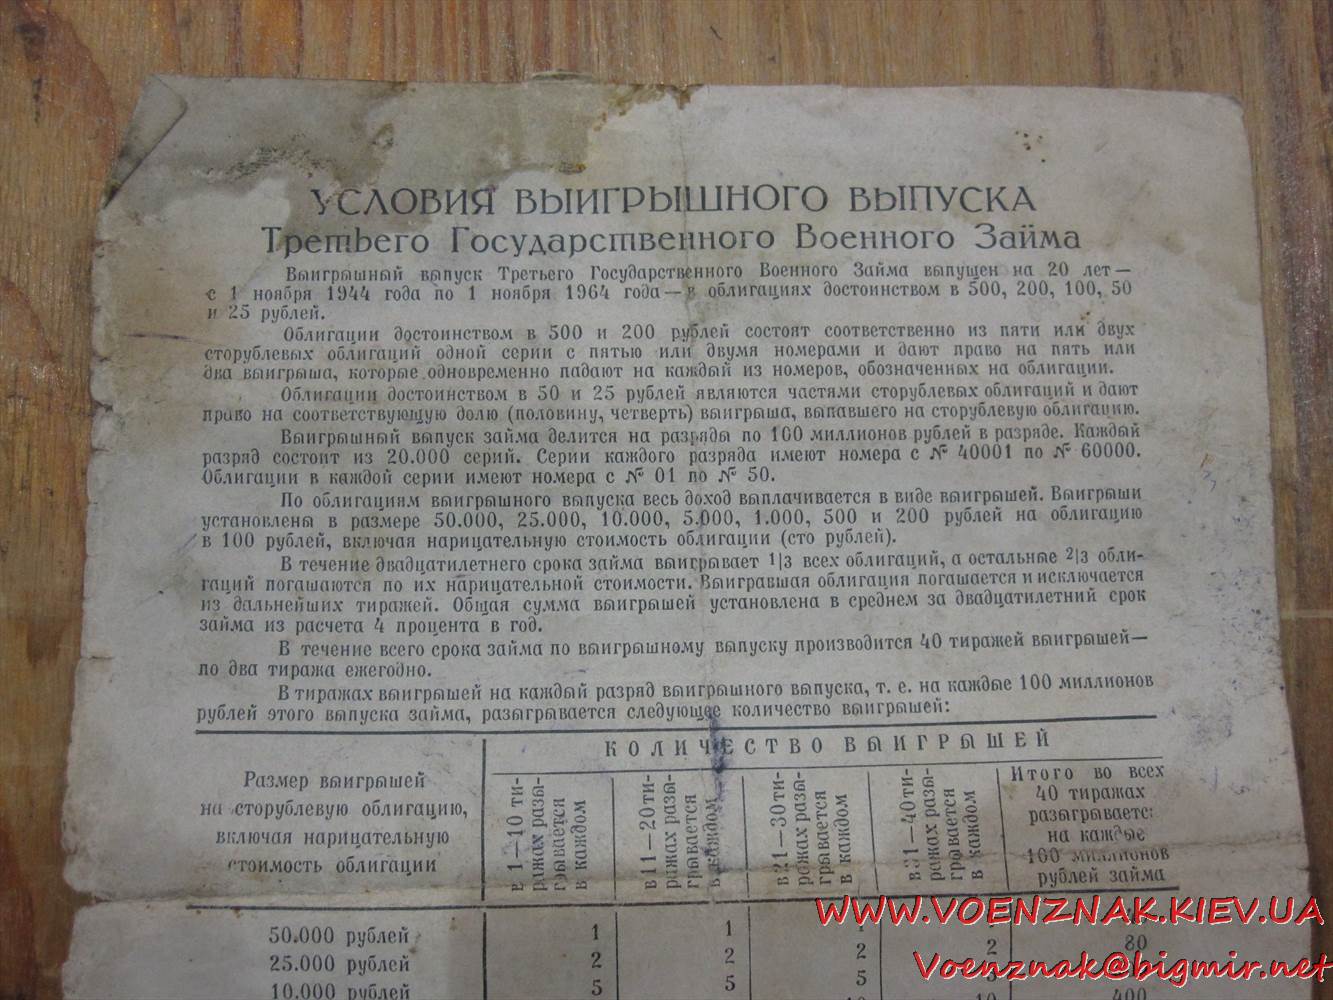 УСЛОВИЯ ВЫИГРЫШНОГО ВЫПУСКА
Третьего Государственного Военного Займа
Выигрышный выпуск Третьего Государственного Военного Займа выпущен на 20 лет—
с 1 ноября 1944 года по 1 ноября 1964 года—в облигациях достоинством в 500, 200, 100, 50
и 25 рублей.
Облигации достоинством в 500 и 200 рублей состоят соответственно из пяти или двух
сторублевых облигаций одной серии с пятью или двумя номерами и дают право на пять или
два выигрыша, которые одновременно падают на каждый из номеров, обозначенных на облигации.
Облигации достоинством в 50 и 25 рублей являются частями сторублевых облигаций и дают
право на соответствующую долю (половину, четверть) выигрыша, выпавшего на сторублевую облигацию.
Выигрышный выпуск займа делится на разряды по 100 миллионов рублей в разряде. Каждый
разряд состоит из 20.000 серий. Серии каждого разряда имеют номера с № 40001 по № 60000.
Облигации в каждой серии имеют номера с № 01 по № 50.
По облигациям выигрышного выпуска весь доход выплачивается в виде выигрышей. Выигрыши
установлены в размере 50.000, 25.000, 10.000, 5.000, 1.000, 500 и 200 рублей на облигацию
в 100 рублей, включая нарицательную стоимость облигации (сто рублей).
В течение двадцатилетнего срока займа выигрывает 1/3 всех облигаций, а остальные 2/3 обли-
гаций погашаются по их нарицательной стоимости. Выигравшая облигация погашается и исключается
из дальнейших тиражей. Общая сумма выигрышей установлена в среднем за двадцатилетний срок
займа из расчета 4 процента в год.
В течение всего срока займа по выигрышному выпуску производится 40 тиражей выигрышей—
по два тиража ежегодно.
В тиражах выигрышей на каждый разряд выигрышного выпуска, т. е. на каждые 100 миллионов
рублей этого выпуска займа, разыгрывается следующее количество выигрышей:
Размер выигрышей
на сторублевую облигацию,
включая нарицательную
стоимость облигации
КОЛИЧЕСТВО ВЫИГРЫШЕЙ
в 1—10 ти-
ражах разы-
грывается
в каждом
в 11—20 ти-
ражах разы-
грывается
в каждом
в 21—30 ти-
ражах разы-
грывается
в каждом
в 31—40 ти-
ражах разы-
грывается
в каждом
Итого во всех
40 тиражах
разыгрывается
на каждые
100 миллионов
рублей займа
50.000 рублей 1 1
25.000 рублей 2 2 2 2 80
10.000 рублей 5 5 5 5 400
WWW.VOENZNAK.KIEV.UA
Voenznak@bigmir.net